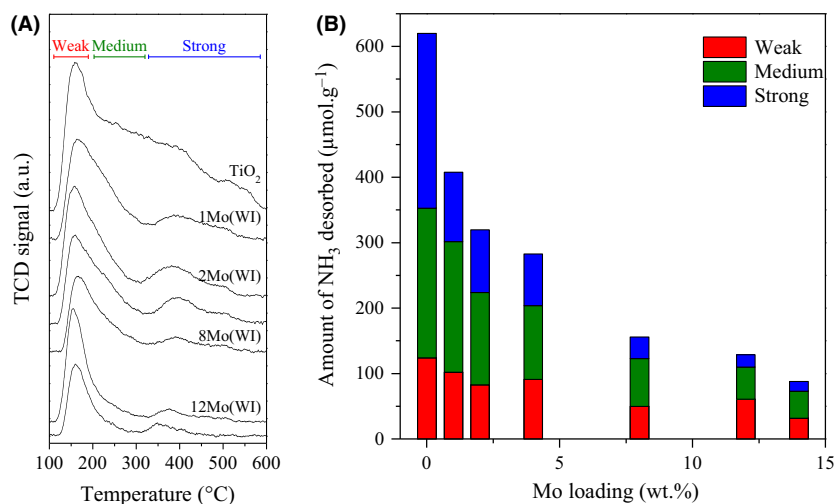 (A)
Weak Medium Strong
TiO2
1Mo(WI)
2Mo(WI)
8Mo(WI)
12Mo(WI)
TCD signal (a.u.)
100 200 300 400 500 600
Temperature (°C)
(B)
Weak
Medium
Strong
600
500
400
300
200
100
0
Amount of NH3 desorbed (μmol.g−1)
0 5 10 15
Mo loading (wt.%)